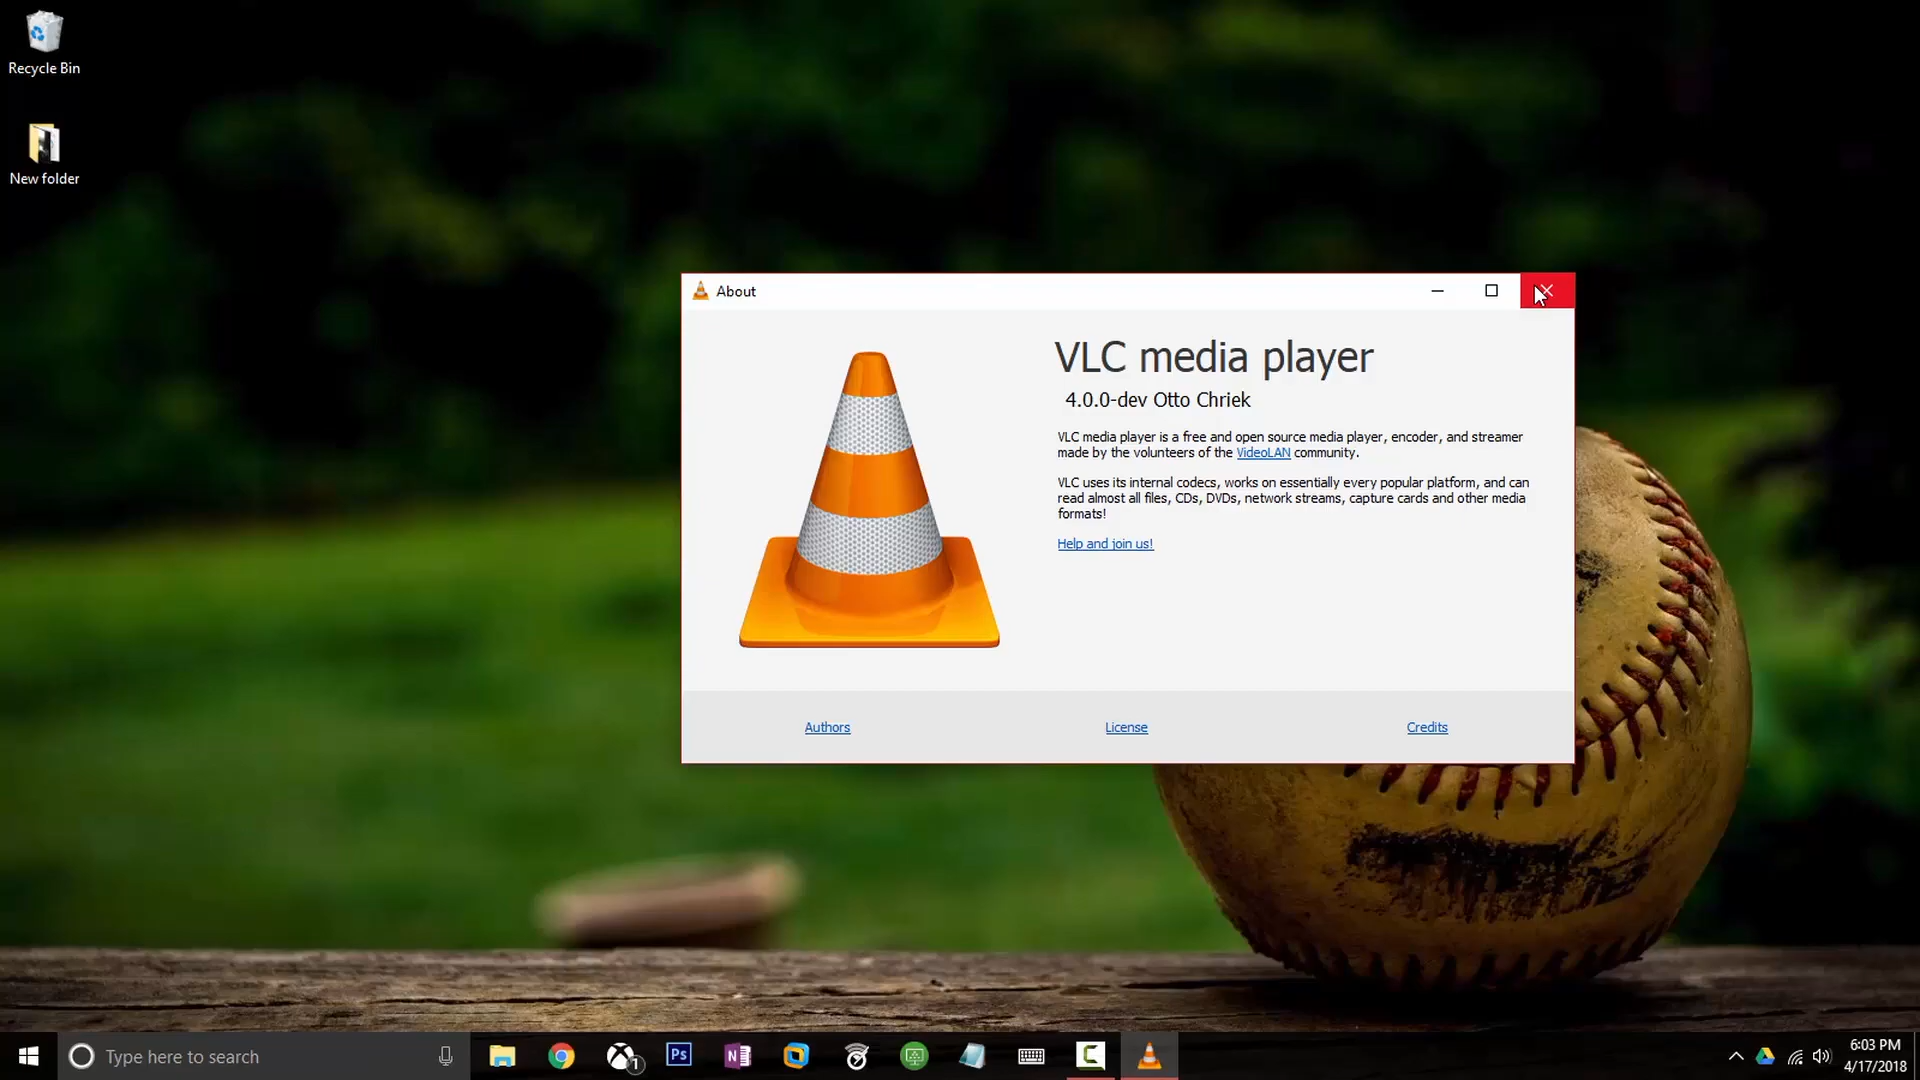 Recycle Bin
New folder
About
VLC media player
4.0.0-dev Otto Chriek
VLC media player is a free and open source media player, encoder, and streamer
made by the volunteers of the VideoLAN community.
VLC uses its internal codecs, works on essentially every popular platform, and can
read almost all files, CDs, DVDs, network streams, capture cards and other media
formats!
Help and join us!
Authors
License
Credits
Type here to search
1
Ps
N
C
6:03 PM
4/17/2018